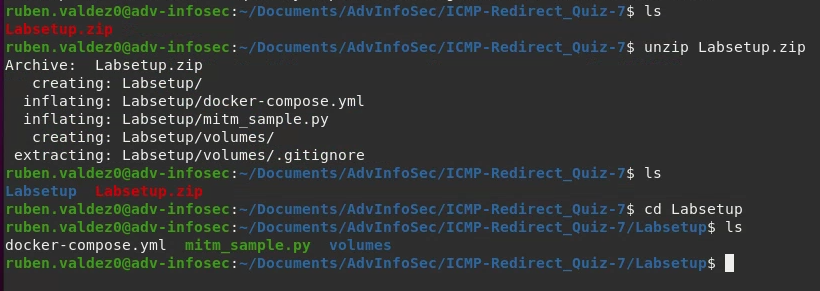 ruben.valdez0@adv-infosec:~/Documents/AdvInfoSec/ICMP-Redirect_Quiz-7$ ls
Labsetup.zip
ruben.valdez0@adv-infosec:~/Documents/AdvInfoSec/ICMP-Redirect_Quiz-7$ unzip Labsetup.zip
Archive:  Labsetup.zip
   creating: Labsetup/
  inflating: Labsetup/docker-compose.yml
  inflating: Labsetup/mitm_sample.py
   creating: Labsetup/volumes/
 extracting: Labsetup/volumes/.gitignore
ruben.valdez0@adv-infosec:~/Documents/AdvInfoSec/ICMP-Redirect_Quiz-7$ ls
Labsetup  Labsetup.zip
ruben.valdez0@adv-infosec:~/Documents/AdvInfoSec/ICMP-Redirect_Quiz-7$ cd Labsetup
ruben.valdez0@adv-infosec:~/Documents/AdvInfoSec/ICMP-Redirect_Quiz-7/Labsetup$ ls
docker-compose.yml  mitm_sample.py  volumes
ruben.valdez0@adv-infosec:~/Documents/AdvInfoSec/ICMP-Redirect_Quiz-7/Labsetup$